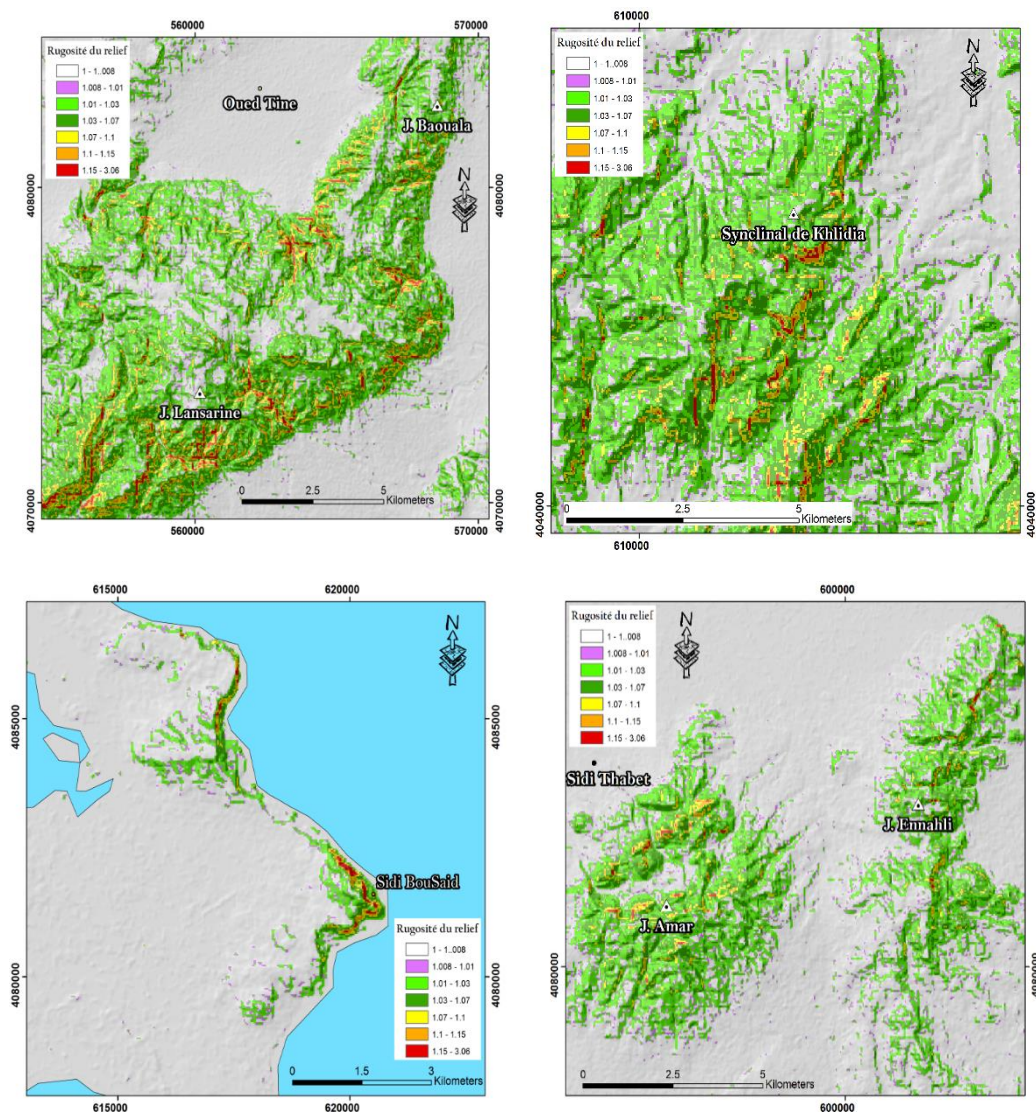 560000
570000
Rugosité du relief
1 - 1..008
1.008 - 1.01
1.01 - 1.03
1.03 - 1.07
1.07 - 1.1
1.1 - 1.15
1.15 - 3.06
Oued Tine
J. Baouala
N
4080000
4080000
J. Lansarine
0 2.5 5
Kilometers
4070000
4070000
560000
570000
610000
Rugosité du relief
1 - 1..008
1.008 - 1.01
1.01 - 1.03
1.03 - 1.07
1.07 - 1.1
1.1 - 1.15
1.15 - 3.06
N
Synclinal de Khlidia
0 2.5 5
Kilometers
4040000
4040000
610000
615000
620000
N
4085000
4085000
Sidi BouSaid
Rugosité du relief
1 - 1..008
1.008 - 1.01
1.01 - 1.03
1.03 - 1.07
1.07 - 1.1
1.1 - 1.15
1.15 - 3.06
4080000
4080000
0 1.5 3
Kilometers
615000
620000
600000
Rugosité du relief
1 - 1..008
1.008 - 1.01
1.01 - 1.03
1.03 - 1.07
1.07 - 1.1
1.1 - 1.15
1.15 - 3.06
N
Sidi Thabet
J. Ennahli
J. Amar
4080000
4080000
0 2.5 5
Kilometers
600000